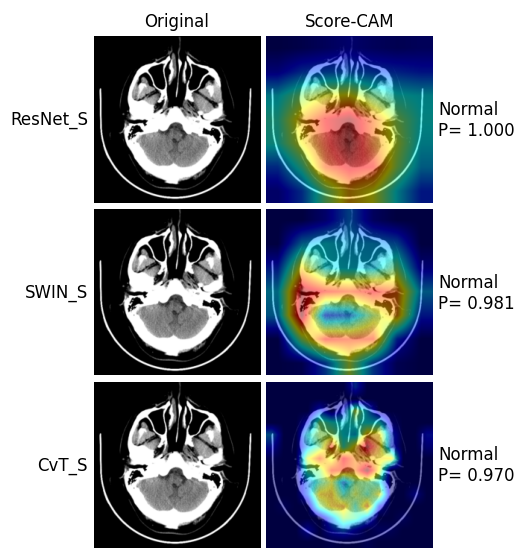 Original Score-CAM
ResNet_S
Normal
P= 1.000
SWIN_S
Normal
P= 0.981
CvT_S
Normal
P= 0.970